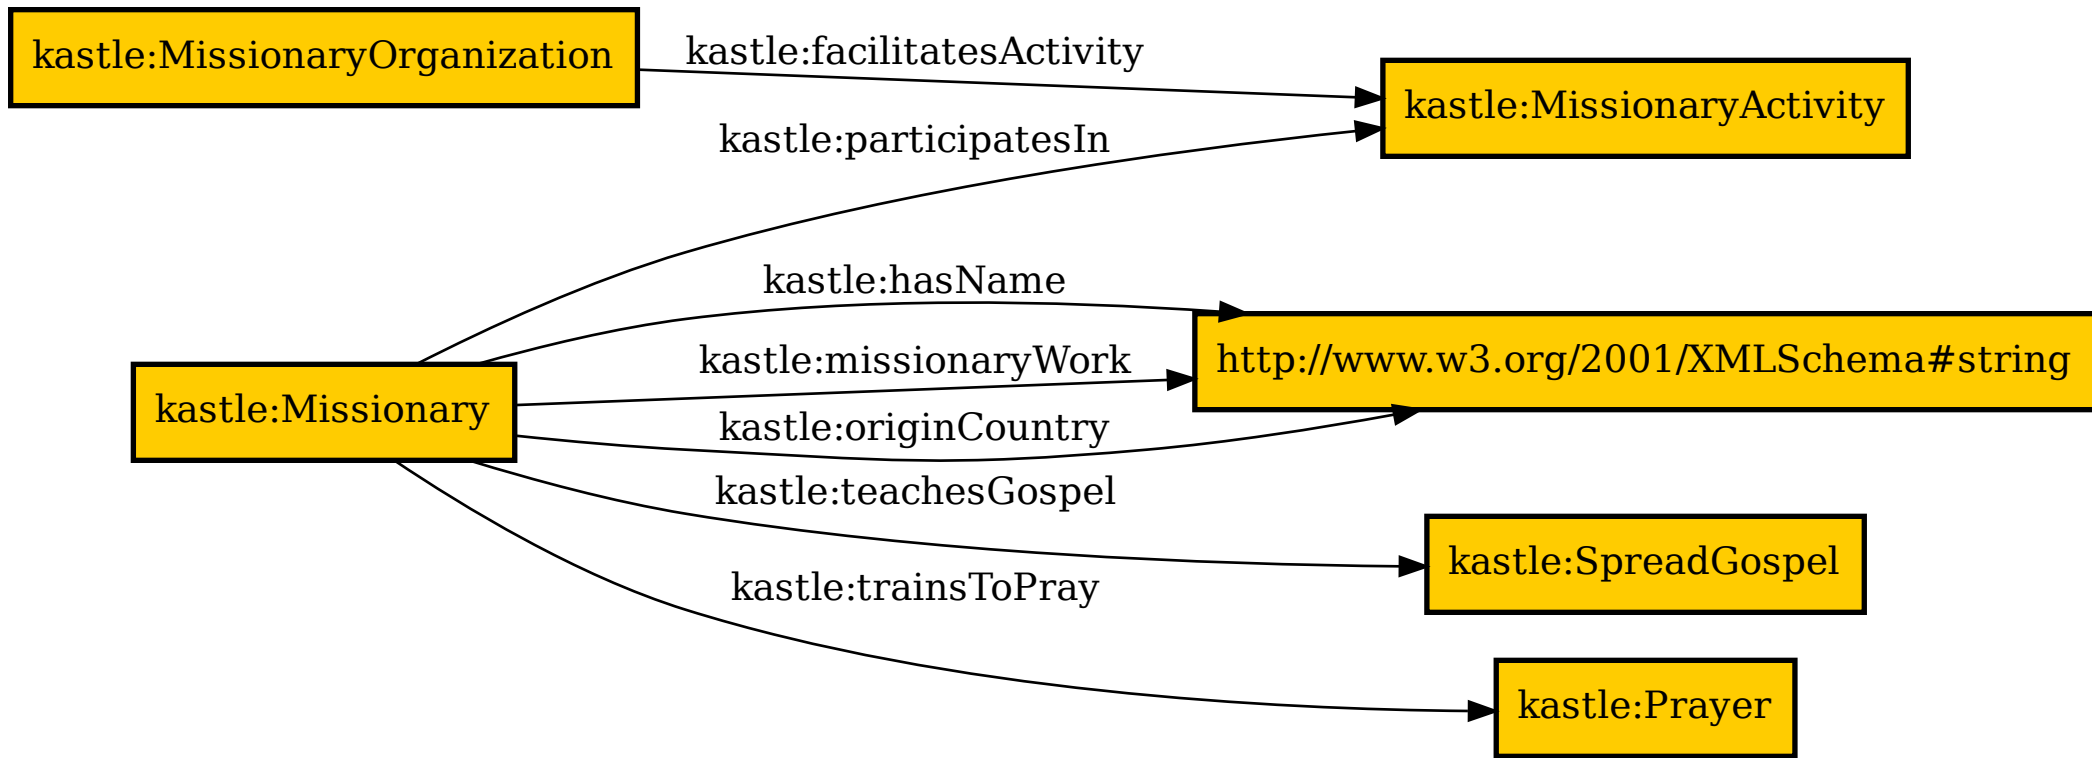 kastle:MissionaryOrganization
kastle:facilitatesActivity
kastle:MissionaryActivity
kastle:participatesIn
kastle:hasName
kastle:missionaryWork
http://www.w3.org/2001/XMLSchema#string
kastle:Missionary
kastle:originCountry
kastle:teachesGospel
kastle:SpreadGospel
kastle:trainsToPray
kastle:Prayer